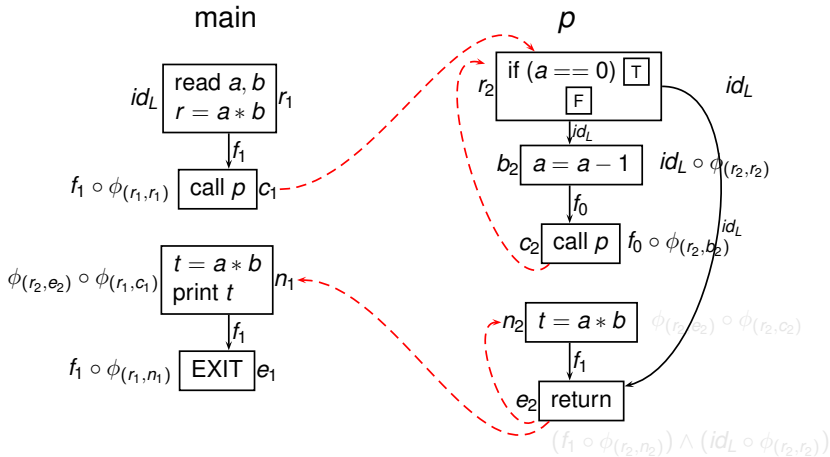 main
p
id_L
read a, b
r = a ∗ b
r_1
f_1
f_1 ∘ ϕ_(r_1,r_1)
call p
c_1
ϕ_(r_2,e_2) ∘ ϕ_(r_1,c_1)
t = a ∗ b
print t
n_1
f_1
f_1 ∘ ϕ_(r_1,n_1)
EXIT
e_1
r_2
if (a == 0) T
F
id_L
id_L
b_2
a = a − 1
id_L ∘ ϕ_(r_2,r_2)
f_0
c_2
call p
f_0 ∘ ϕ_(r_2,b_2)
id_L
n_2
t = a ∗ b
ϕ_(r_2,e_2) ∘ ϕ_(r_2,c_2)
f_1
e_2
return
(f_1 ∘ ϕ_(r_2,n_2)) ∧ (id_L ∘ ϕ_(r_2,r_2))